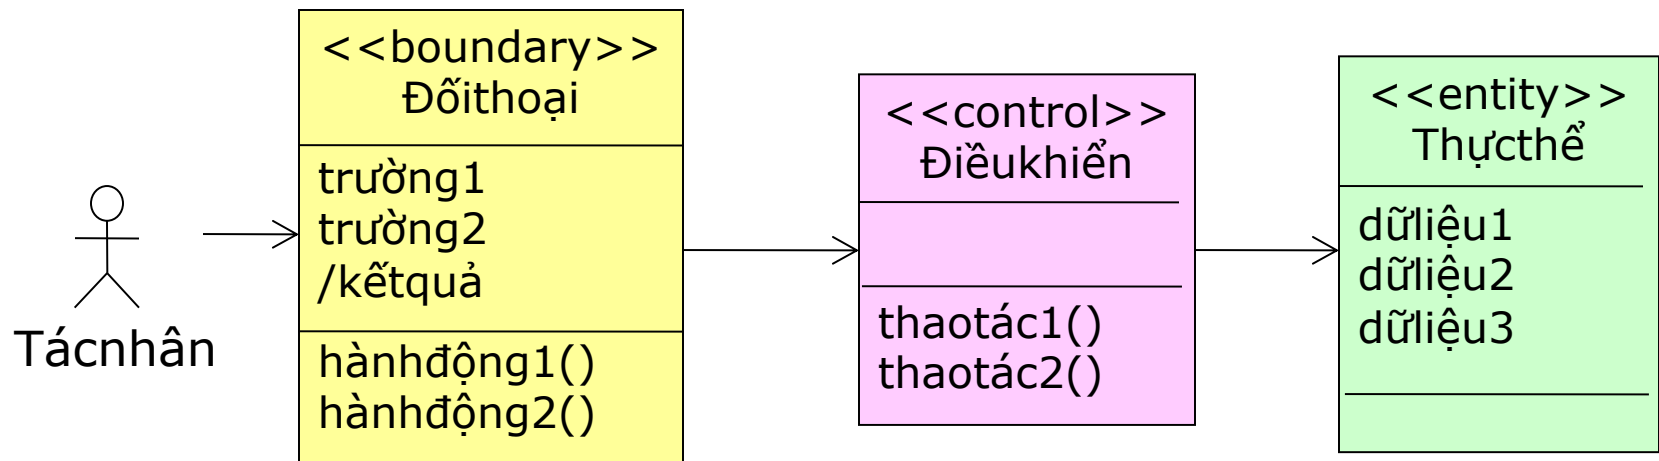 Tácnhân
<<boundary>>
Đốithoại
trường1
trường2
/kếtquả
hànhđộng1()
hànhđộng2()
<<control>>
Điềukhiển
thaotác1()
thaotác2()
<<entity>>
Thựcthể
dữliệu1
dữliệu2
dữliệu3